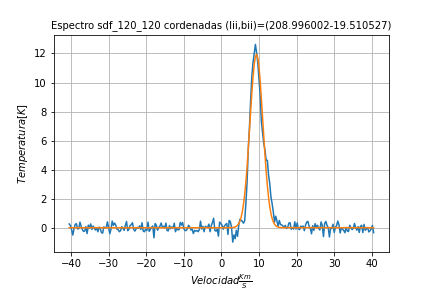 Espectro sdf_120_120 cordenadas (lii,bii)=(208.996002-19.510527)
12
10
8
6
4
2
0
Temperatura[K]
−40 −30 −20 −10 0 10 20 30 40
Velocidad Km/S